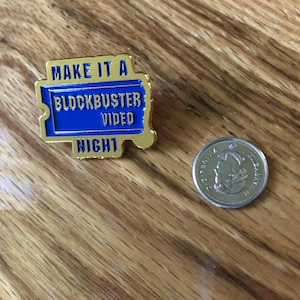 MAKE IT A
BLOCKBUSTER
VIDEO
NIGHT